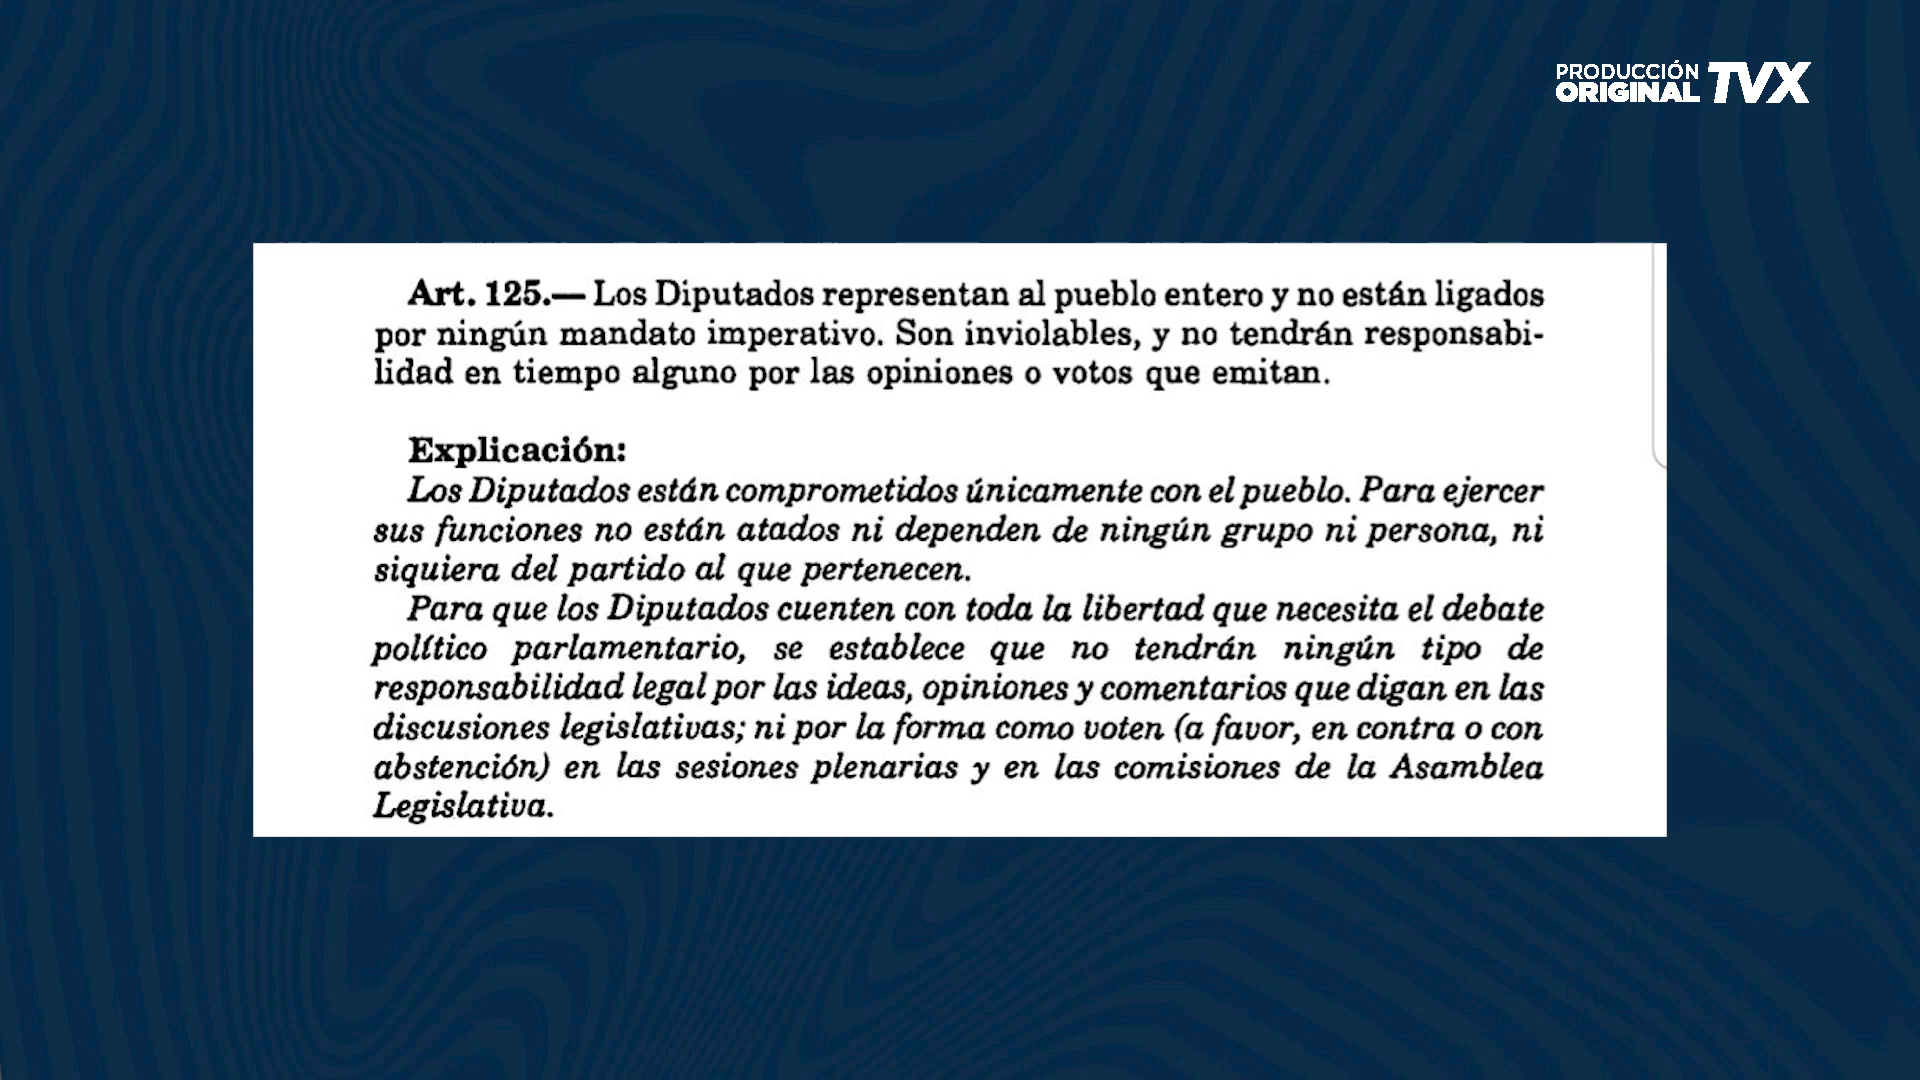 PRODUCCIÓN
ORIGINAL TVX
Art. 125.— Los Diputados representan al pueblo entero y no están ligados
por ningún mandato imperativo. Son inviolables, y no tendrán responsabi-
lidad en tiempo alguno por las opiniones o votos que emitan.
Explicación:
Los Diputados están comprometidos únicamente con el pueblo. Para ejercer
sus funciones no están atados ni dependen de ningún grupo ni persona, ni
siquiera del partido al que pertenecen.
Para que los Diputados cuenten con toda la libertad que necesita el debate
político parlamentario, se establece que no tendrán ningún tipo de
responsabilidad legal por las ideas, opiniones y comentarios que digan en las
discusiones legislativas; ni por la forma como voten (a favor, en contra o con
abstención) en las sesiones plenarias y en las comisiones de la Asamblea
Legislativa.